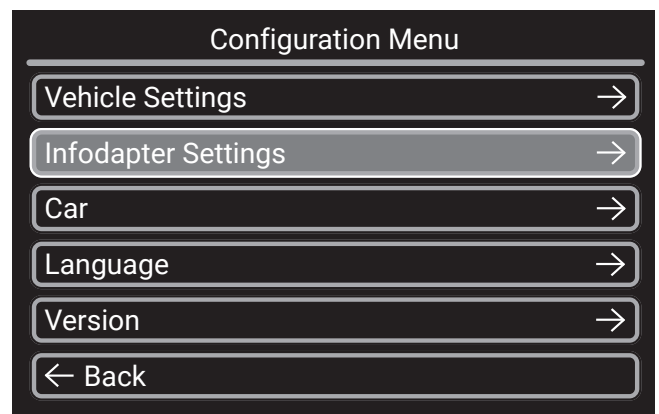 Configuration Menu
Vehicle Settings →
Infodapter Settings →
Car →
Language →
Version →
← Back